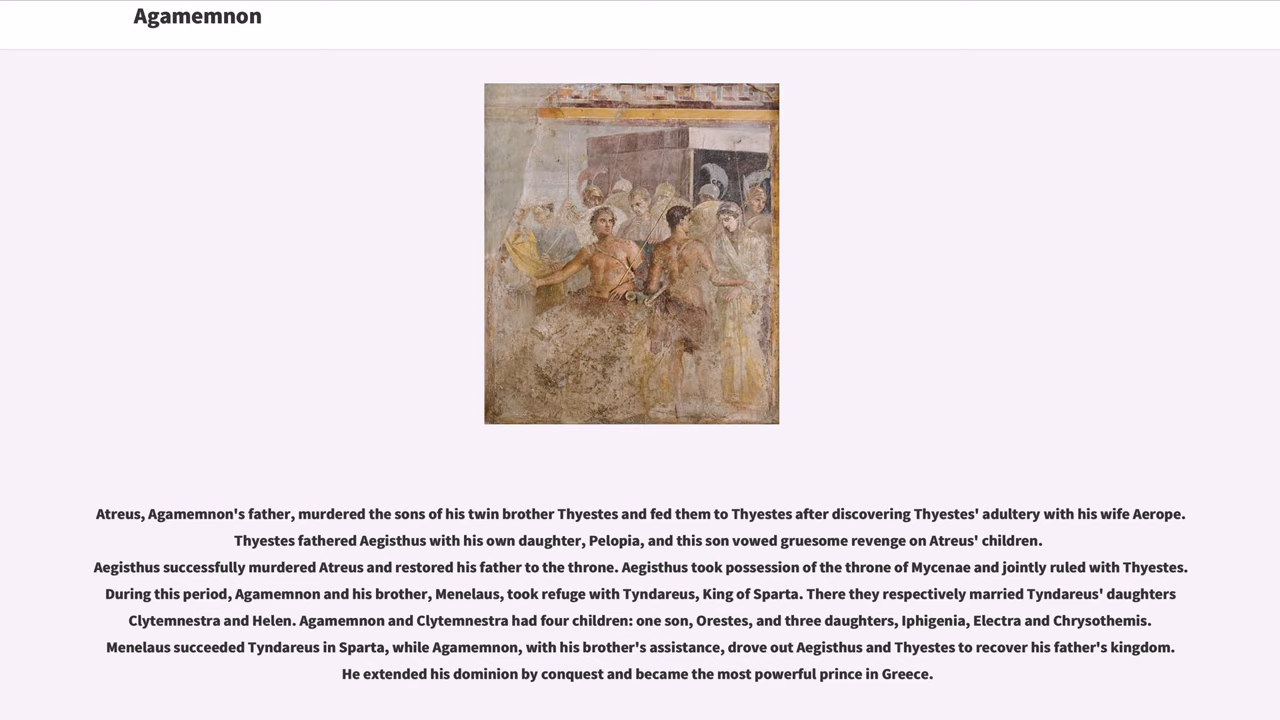 Agamemnon
Atreus, Agamemnon's father, murdered the sons of his twin brother Thyestes and fed them to Thyestes after discovering Thyestes' adultery with his wife Aerope.
Thyestes fathered Aegisthus with his own daughter, Pelopia, and this son vowed gruesome revenge on Atreus' children.
Aegisthus successfully murdered Atreus and restored his father to the throne. Aegisthus took possession of the throne of Mycenae and jointly ruled with Thyestes.
During this period, Agamemnon and his brother, Menelaus, took refuge with Tyndareus, King of Sparta. There they respectively married Tyndareus' daughters
Clytemnestra and Helen. Agamemnon and Clytemnestra had four children: one son, Orestes, and three daughters, Iphigenia, Electra and Chrysothemis.
Menelaus succeeded Tyndareus in Sparta, while Agamemnon, with his brother's assistance, drove out Aegisthus and Thyestes to recover his father's kingdom.
He extended his dominion by conquest and became the most powerful prince in Greece.